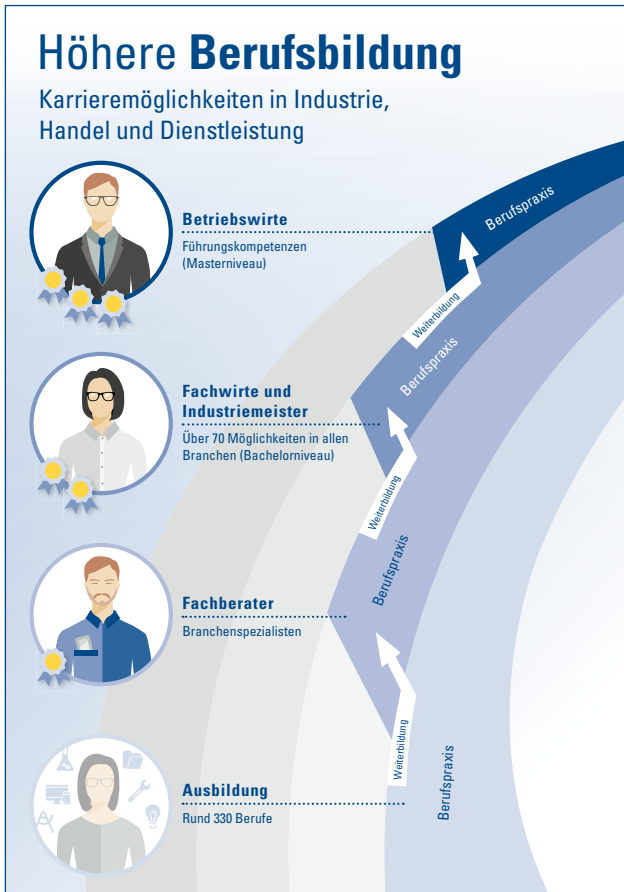 Höhere Berufsbildung
Karrieremöglichkeiten in Industrie,
Handel und Dienstleistung
Berufspraxis
Betriebswirte
Führungskompetenzen
(Masterniveau)
Weiterbildung
Berufspraxis
Fachwirte und
Industriemeister
Über 70 Möglichkeiten in allen
Branchen (Bachelorniveau)
Weiterbildung
Berufspraxis
Fachberater
Branchenspezialisten
Weiterbildung
Berufspraxis
Ausbildung
Rund 330 Berufe